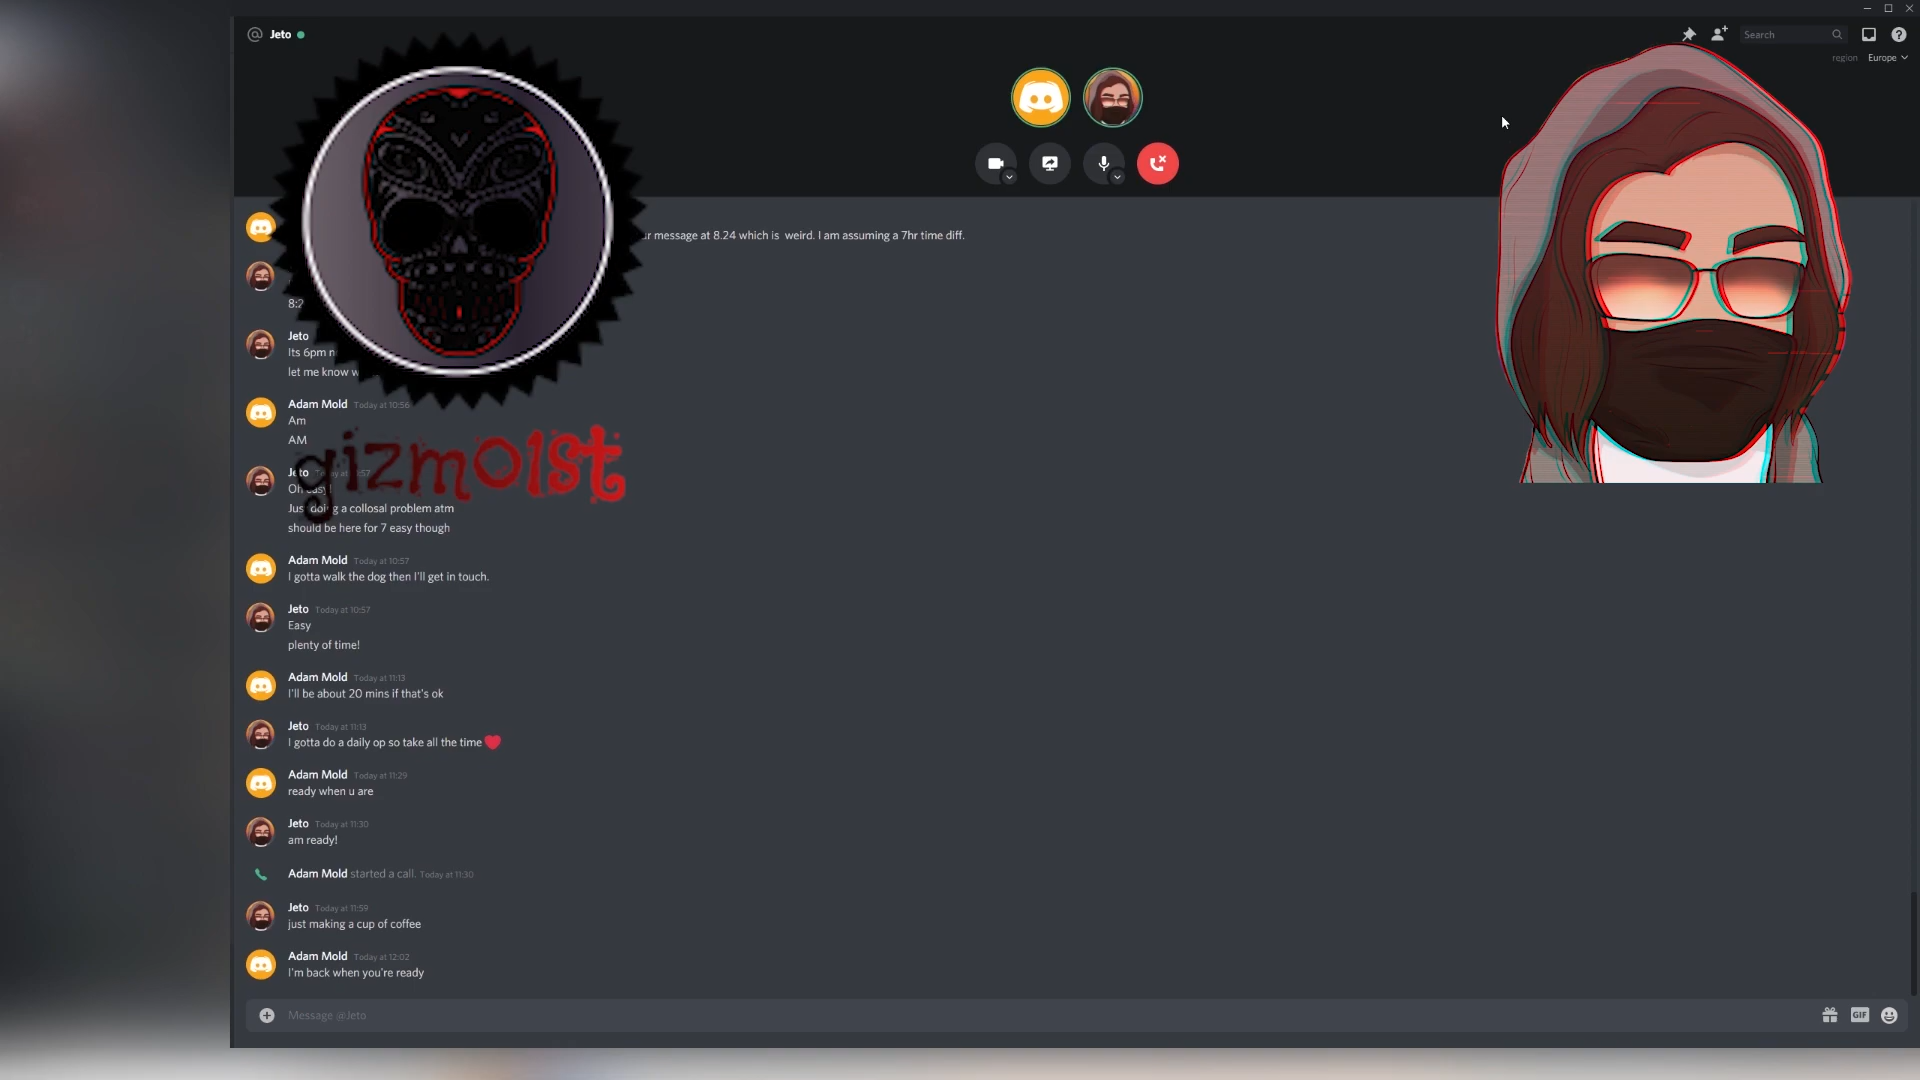 Jeto
Search
region Europe
message at 8.24 which is weird. I am assuming a 7hr time diff.
Jeto
Its 6pm
let me know
Adam Mold Today at 10:56
Am
AM
gizmo1st
Jeto
Oh easy
Just doing a collosal problem atm
should be here for 7 easy though
Adam Mold Today at 10:57
I gotta walk the dog then I'll get in touch.
Jeto Today at 10:57
Easy
plenty of time!
Adam Mold Today at 11:13
I'll be about 20 mins if that's ok
Jeto Today at 11:13
I gotta do a daily op so take all the time ❤️
Adam Mold Today at 11:29
ready when u are
Jeto Today at 11:30
am ready!
Adam Mold started a call. Today at 11:30
Jeto Today at 11:59
just making a cup of coffee
Adam Mold Today at 12:02
I'm back when you're ready
Message @Jeto
GIF